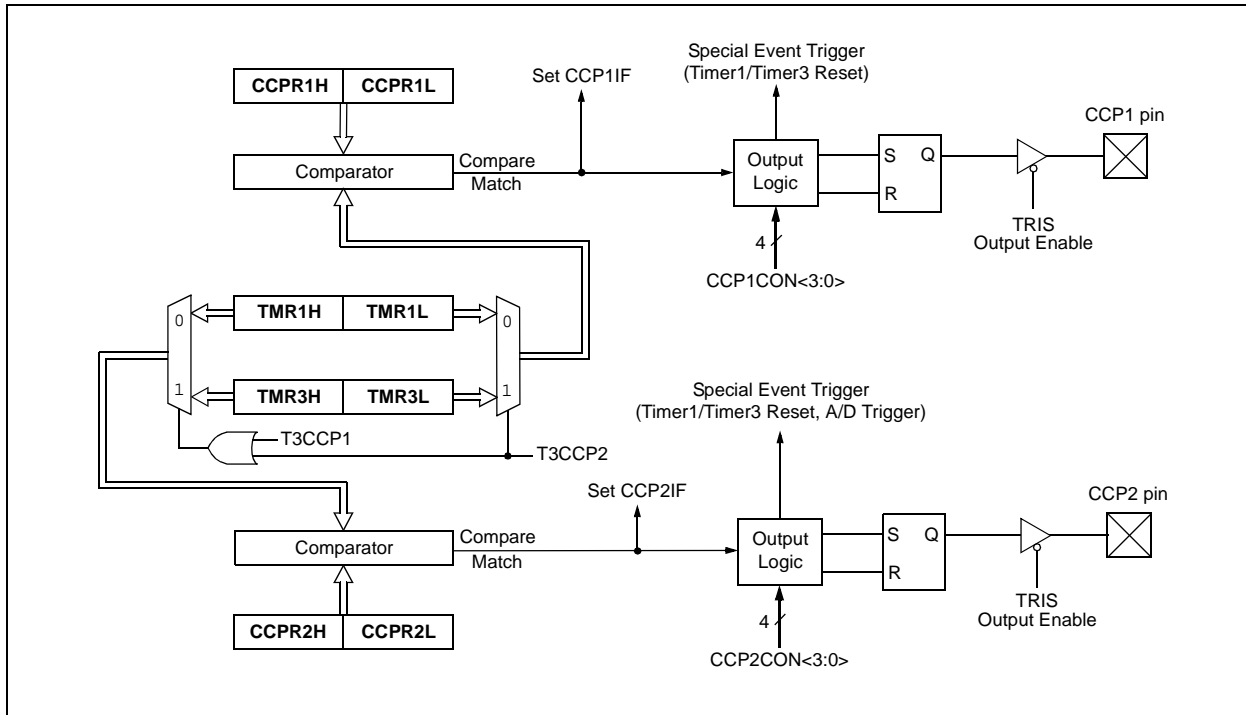 Special Event Trigger
(Timer1/Timer3 Reset)
Set CCP1IF
CCPR1H CCPR1L
CCP1 pin
Comparator
Compare
Match
Output
Logic
S Q
R
TRIS
Output Enable
4
CCP1CON<3:0>
0 TMR1H TMR1L 0
1 TMR3H TMR3L 1
T3CCP1
T3CCP2
Special Event Trigger
(Timer1/Timer3 Reset, A/D Trigger)
Set CCP2IF
CCP2 pin
Comparator
Compare
Match
Output
Logic
S Q
R
TRIS
Output Enable
4
CCPR2H CCPR2L
CCP2CON<3:0>